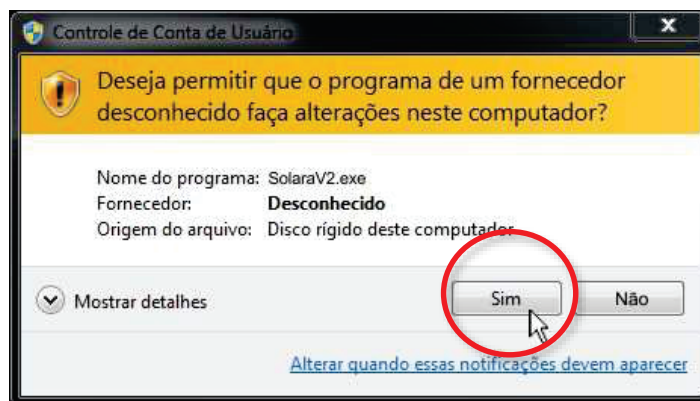 Controle de Conta de Usuário
Deseja permitir que o programa de um fornecedor
desconhecido faça alterações neste computador?
Nome do programa: SolaraV2.exe
Fornecedor: Desconhecido
Origem do arquivo: Disco rígido deste computador
Mostrar detalhes
Sim
Não
Alterar quando essas notificações devem aparecer